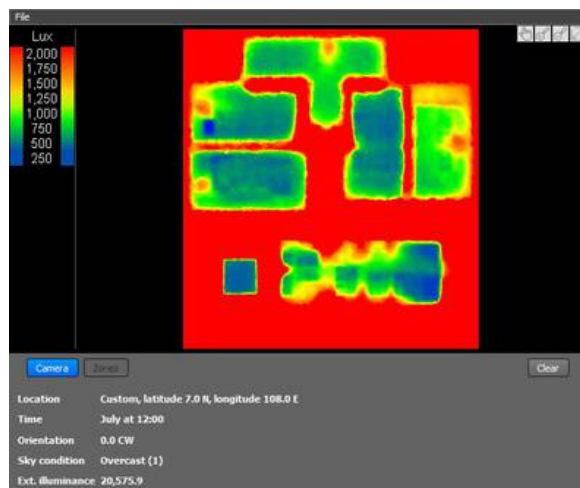 File
Lux
2,000
1,750
1,500
1,250
1,000
750
500
250
Camera
Zones
Clear
Location Custom, latitude 7.0 N, longitude 108.0 E
Time July at 12:00
Orientation 0.0 CW
Sky condition Overcast (1)
Ext. illuminance 20,575.9